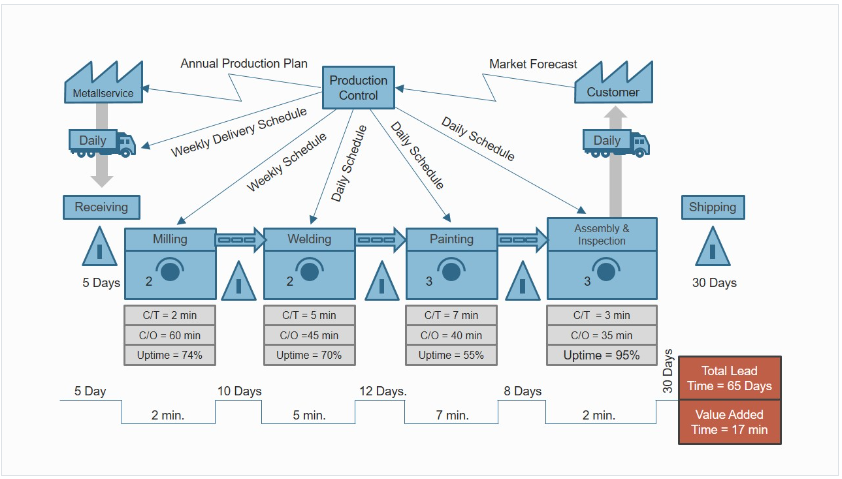 Annual Production Plan
Production
Control
Market Forecast
Metallservice
Customer
Daily
Weekly Delivery Schedule
Weekly Schedule
Daily Schedule
Daily Schedule
Daily Schedule
Daily
Receiving
Shipping
Milling
Welding
Painting
Assembly &
Inspection
I
2
I
2
I
3
I
3
I
5 Days
30 Days
C/T = 2 min
C/O = 60 min
Uptime = 74%
C/T = 5 min
C/O =45 min
Uptime = 70%
C/T = 7 min
C/O = 40 min
Uptime = 55%
C/T = 3 min
C/O = 35 min
Uptime = 95%
5 Day
2 min.
10 Days
5 min.
12 Days.
7 min.
8 Days
2 min.
30 Days
Total Lead
Time = 65 Days
Value Added
Time = 17 min